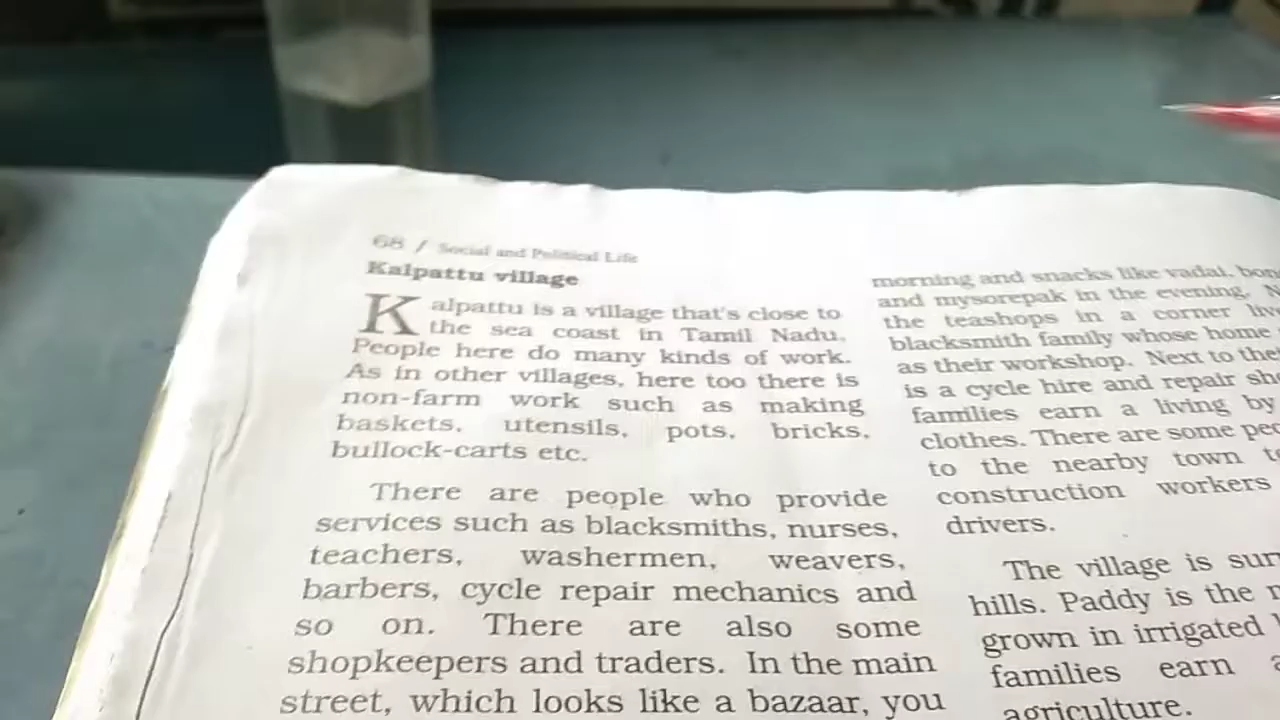 68 / Social and Political Life
Kalpattu village
Kalpattu is a village that's close to
the sea coast in Tamil Nadu.
People here do many kinds of work.
As in other villages, here too there is
non-farm work such as making
baskets, utensils, pots, bricks,
bullock-carts etc.
There are people who provide
services such as blacksmiths, nurses,
teachers, washermen, weavers,
barbers, cycle repair mechanics and
so on. There are also some
shopkeepers and traders. In the main
street, which looks like a bazaar, you
morning and snacks like vadai,
and mysorepak in the evening.
the teashops in a corner
blacksmith family whose home
as their workshop. Next to
is a cycle hire and repair
families earn a living by
clothes. There are some
to the nearby town
construction workers
drivers.
The village is
hills. Paddy is the
grown in irrigated
families earn
agriculture.